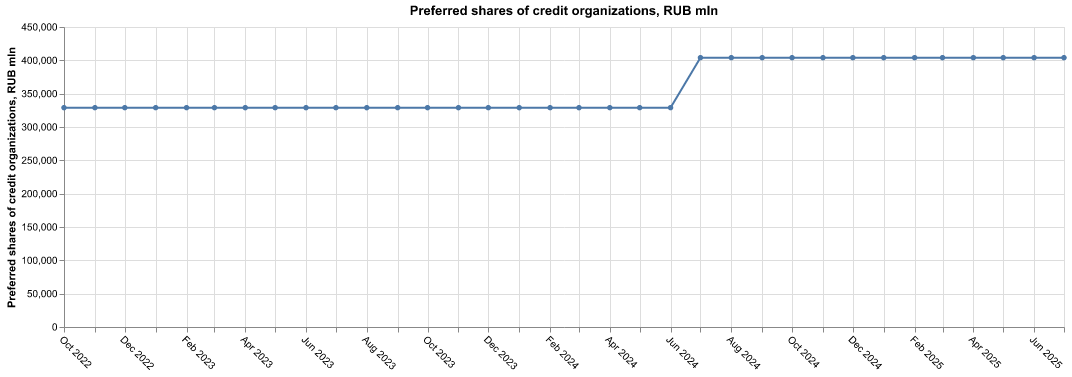 Preferred shares of credit organizations, RUB mln
Preferred shares of credit organizations, RUB mln
450,000
400,000
350,000
300,000
250,000
200,000
150,000
100,000
50,000
0
Oct 2022
Dec 2022
Feb 2023
Apr 2023
Jun 2023
Aug 2023
Oct 2023
Dec 2023
Feb 2024
Apr 2024
Jun 2024
Aug 2024
Oct 2024
Dec 2024
Feb 2025
Apr 2025
Jun 2025